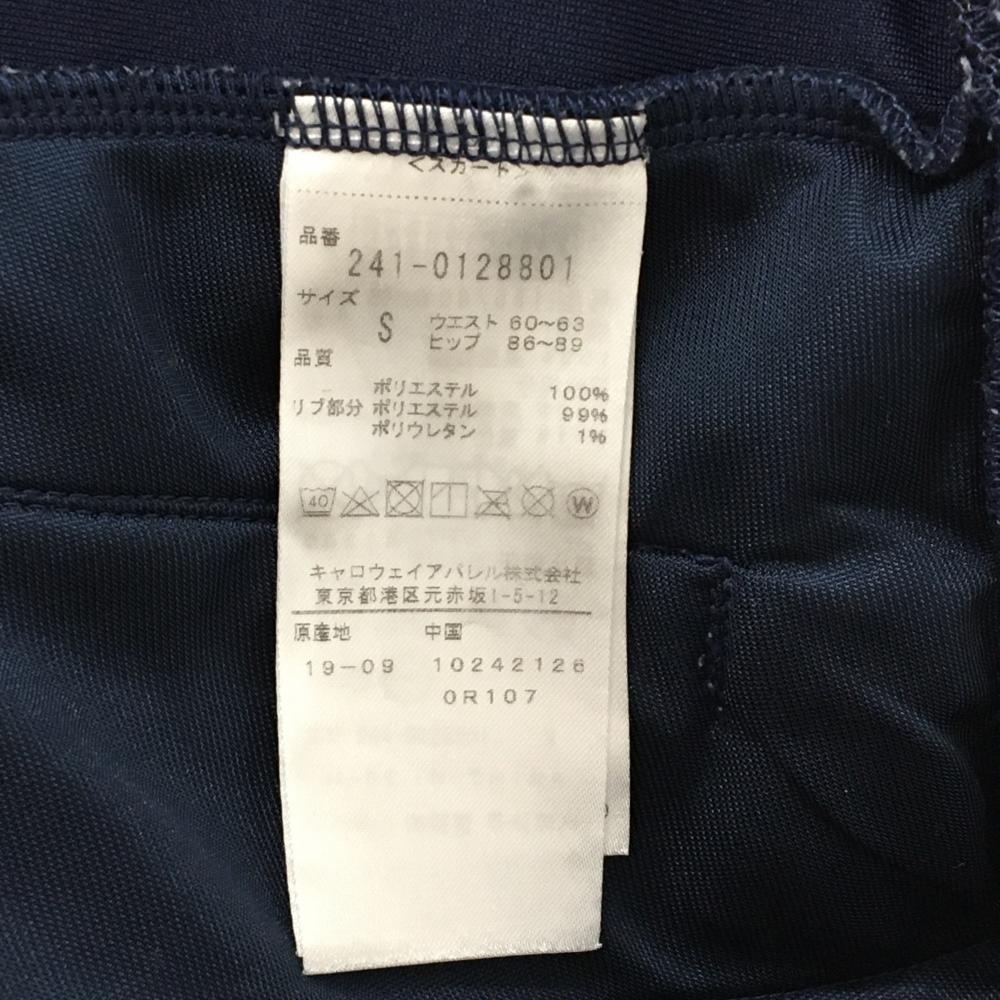 <スカート>
品番
241-0128801
サイズ
S ウエスト 60～63
ヒップ 86～89
品質
ポリエステル 100%
リブ部分 ポリエステル 99%
ポリウレタン 1%
40 W
キャロウェイアパレル株式会社
東京都港区元赤坂1-5-12
原産地 中国
19-09 10242126
0R107